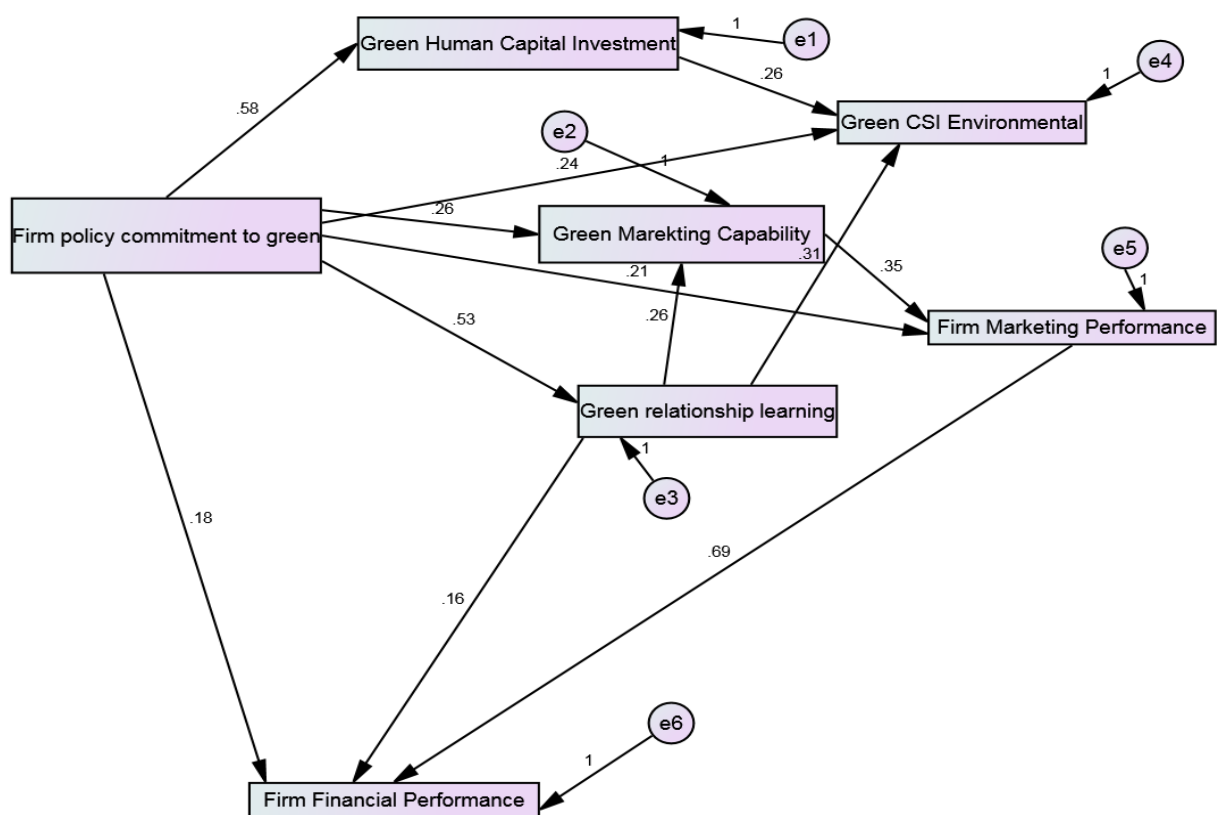 Green Human Capital Investment
1
e1
.26
e4
1
Green CSI Environmental
.58
e2
.24
1
.26
Firm policy commitment to green
Green Marekting Capability
.31
.35
e5
1
.21
.53
.26
Firm Marketing Performance
Green relationship learning
1
e3
.18
.69
.16
e6
1
Firm Financial Performance